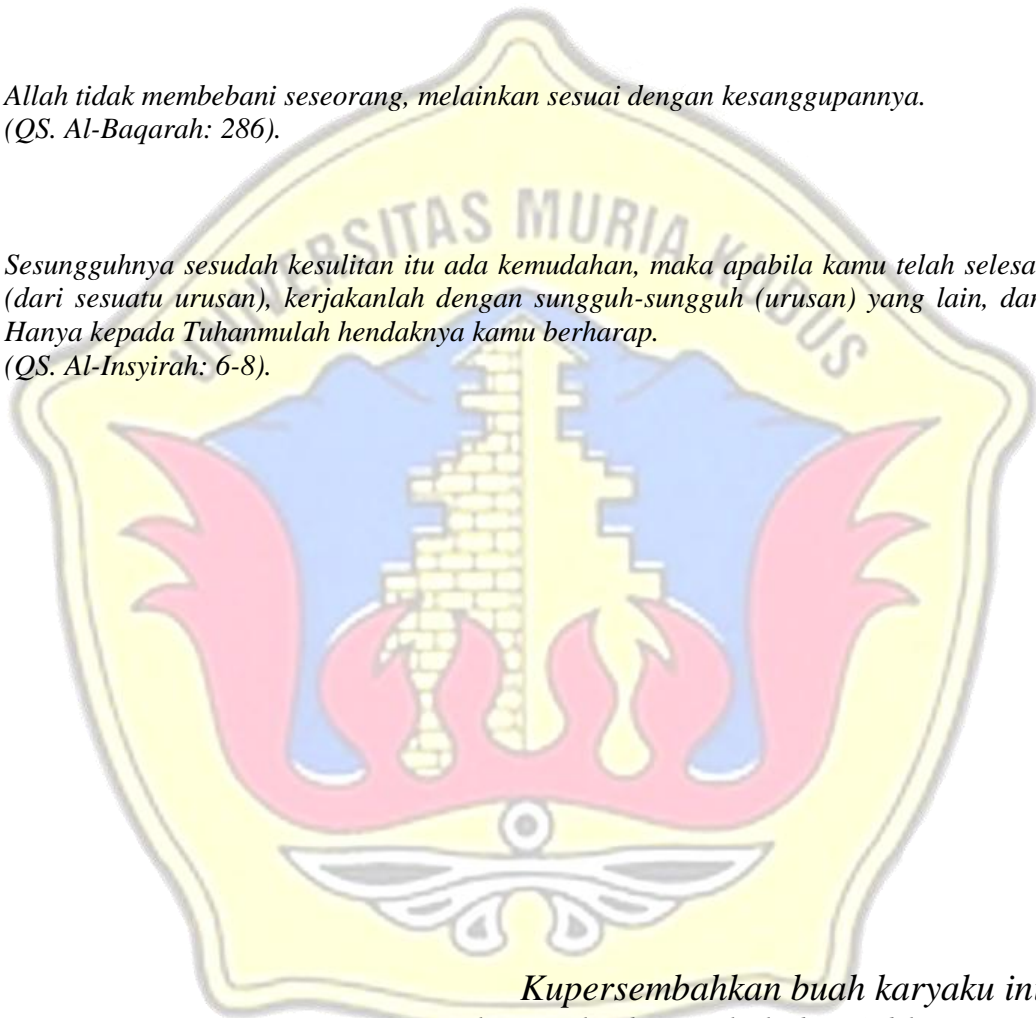 Allah tidak membebani seseorang, melainkan sesuai dengan kesanggupannya.
(QS. Al-Baqarah: 286).
UNIVERSITAS MURIA KUDUS
Sesungguhnya sesudah kesulitan itu ada kemudahan, maka apabila kamu telah selesa
(dari sesuatu urusan), kerjakanlah dengan sungguh-sungguh (urusan) yang lain, dan
Hanya kepada Tuhanmulah hendaknya kamu berharap.
(QS. Al-Insyirah: 6-8).
Kupersembahkan buah karyaku in